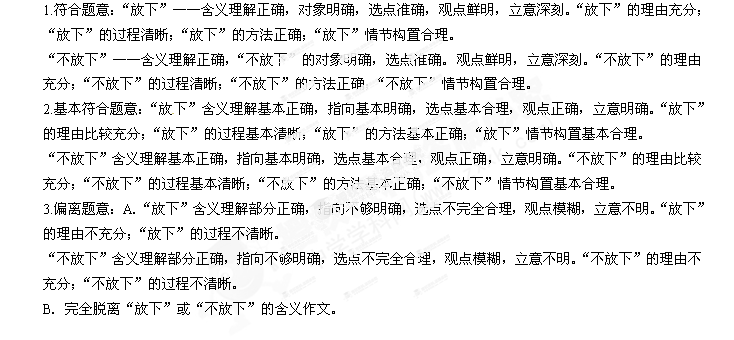 1.符合题意：“放下”——含义理解正确，对象明确，选点准确，观点鲜明，立意深刻。“放下”的理由充分；
“放下”的过程清晰；“放下”的方法正确；“放下”情节构置合理。
“不放下”——含义理解正确，“不放下”的对象明确，选点准确。观点鲜明，立意深刻。“不放下”的理由
充分；“不放下”的过程清晰；“不放下”的方法正确，“不放下”情节构置合理。
2.基本符合题意：“放下”含义理解基本正确，指向基本明确，选点基本合理，观点正确，立意明确。“放下”
的理由比较充分；“放下”的过程基本清晰；“放下”的方法基本正确；“放下”情节构置基本合理。
“不放下”含义理解基本正确，指向基本明确，选点基本合理，观点正确，立意明确。“不放下”的理由比较
充分；“不放下”的过程基本清晰；“不放下”的方法基本正确；“不放下”情节构置基本合理。
3.偏离题意：A.“放下”含义理解部分正确，指向不够明确，选点不完全合理，观点模糊，立意不明。“放下”
的理由不充分；“放下”的过程不清晰。
“不放下”含义理解部分正确，指向不够明确，选点不完全合理，观点模糊，立意不明。“不放下”的理由不
充分；“不放下”的过程不清晰。
B．完全脱离“放下”或“不放下”的含义作文。